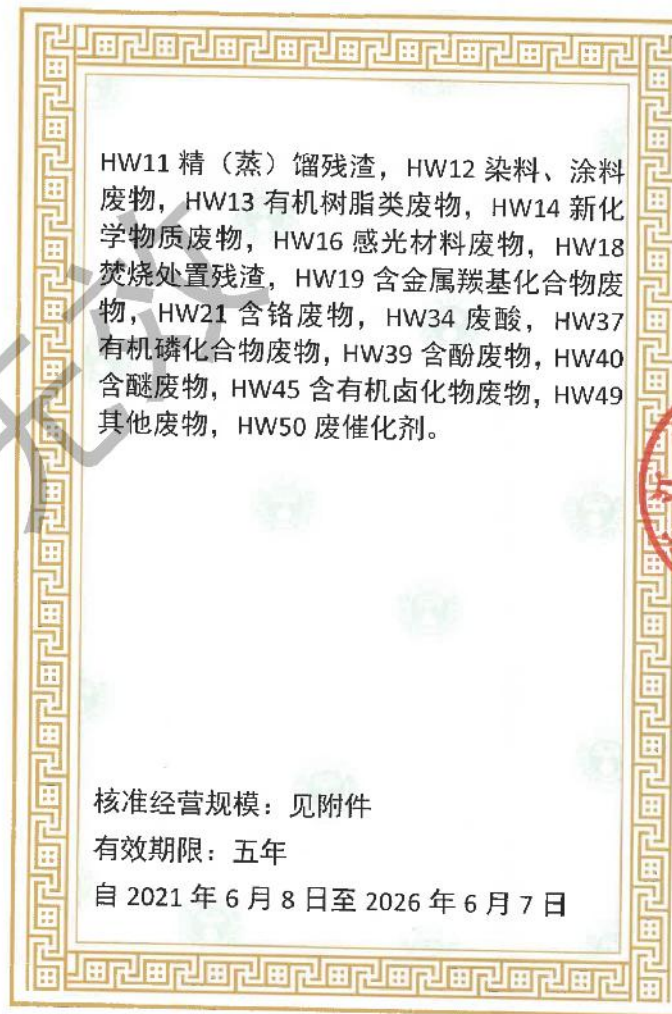 HW11 精（蒸）馏残渣，HW12 染料、涂料
废物，HW13 有机树脂类废物，HW14 新化
学物质废物，HW16 感光材料废物，HW18
焚烧处置残渣，HW19 含金属羰基化合物废
物，HW21 含铬废物，HW34 废酸，HW37
有机磷化合物废物，HW39 含酚废物，HW40
含醚废物，HW45 含有机卤化物废物，HW49
其他废物，HW50 废催化剂。
无效
核准经营规模：见附件
有效期限：五年
自 2021 年 6 月 8 日至 2026 年 6 月 7 日